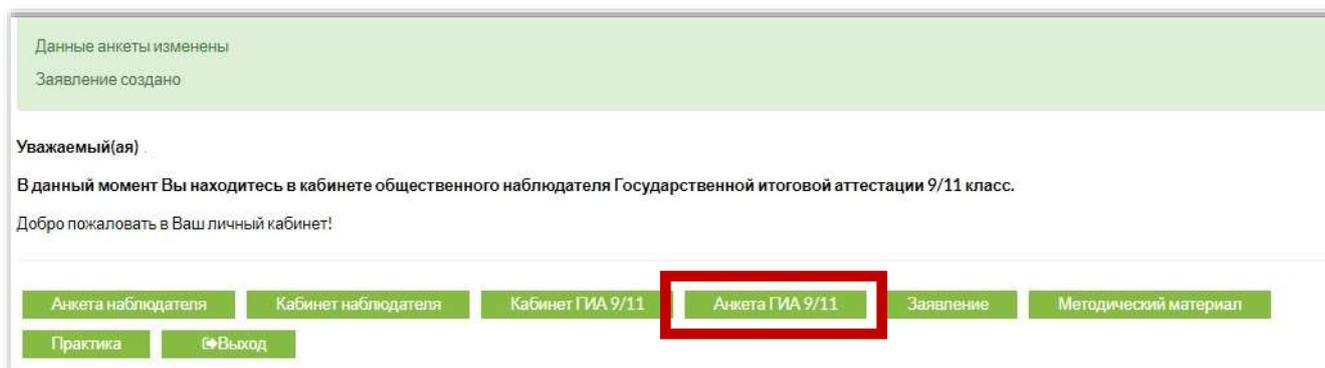 Данные анкеты изменены
Заявление создано
Уважаемый(ая) .
В данный момент Вы находитесь в кабинете общественного наблюдателя Государственной итоговой аттестации 9/11 класс.
Добро пожаловать в Ваш личный кабинет!
Анкета наблюдателя Кабинет наблюдателя Кабинет ГИА 9/11 Анкета ГИА 9/11 Заявление Методический материал
Практика Выход